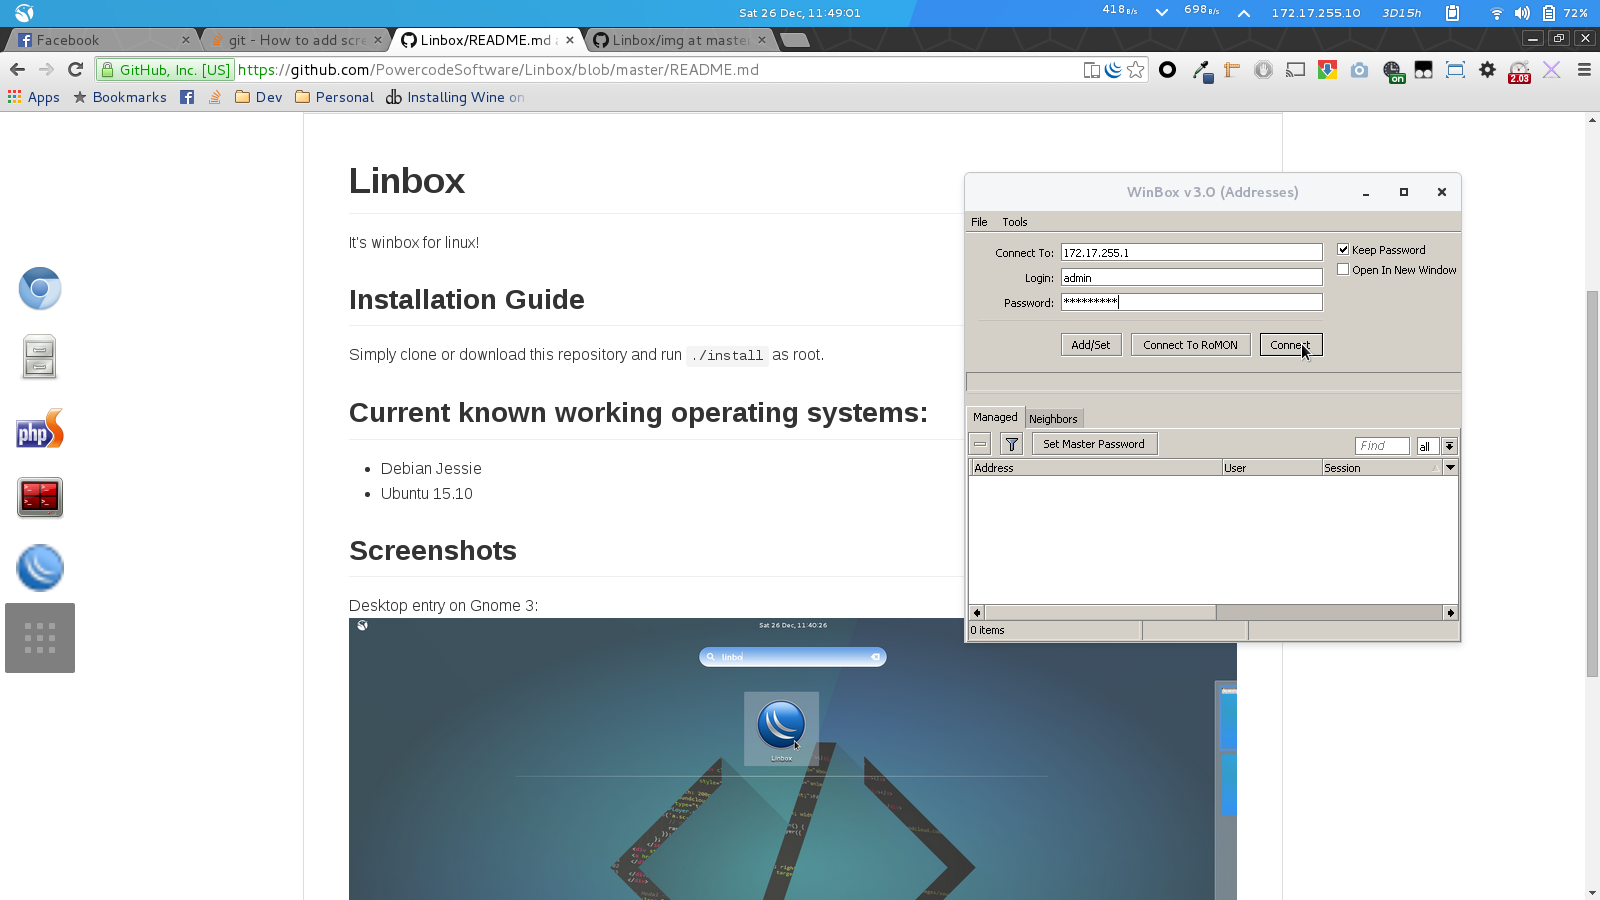 Sat 26 Dec, 11:49:01
418 B/s
698 B/s
172.17.255.10
3D15h
72%
Facebook
git - How to add scre
Linbox/README.md a
Linbox/img at maste
GitHub, Inc. [US]
https://github.com/PowercodeSoftware/Linbox/blob/master/README.md
on
2.03
Apps
Bookmarks
Dev
Personal
Installing Wine on
Linbox
It's winbox for linux!
Installation Guide
Simply clone or download this repository and run ./install as root.
Current known working operating systems:
Debian Jessie
Ubuntu 15.10
Screenshots
Desktop entry on Gnome 3:
Sat 26 Dec, 11:40:26
linbo
Linbox
php
WinBox v3.0 (Addresses)
File Tools
Connect To: 172.17.255.1
Keep Password
Login: admin
Open In New Window
Password: *********
Add/Set
Connect To RoMON
Connect
Managed
Neighbors
Set Master Password
Find
all
Address
User
Session
0 items